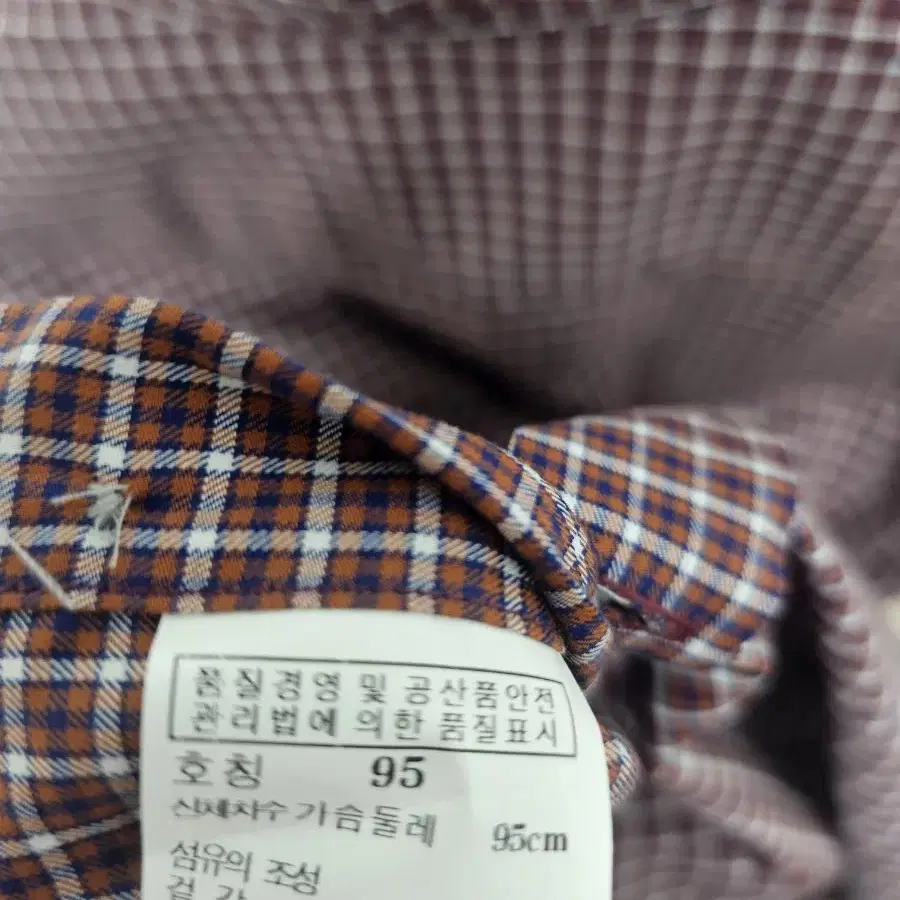 품질경영 및 공산품안전
관리법에 의한 품질표시
호칭 95
신체치수 가슴둘레 95cm
섬유의 조성